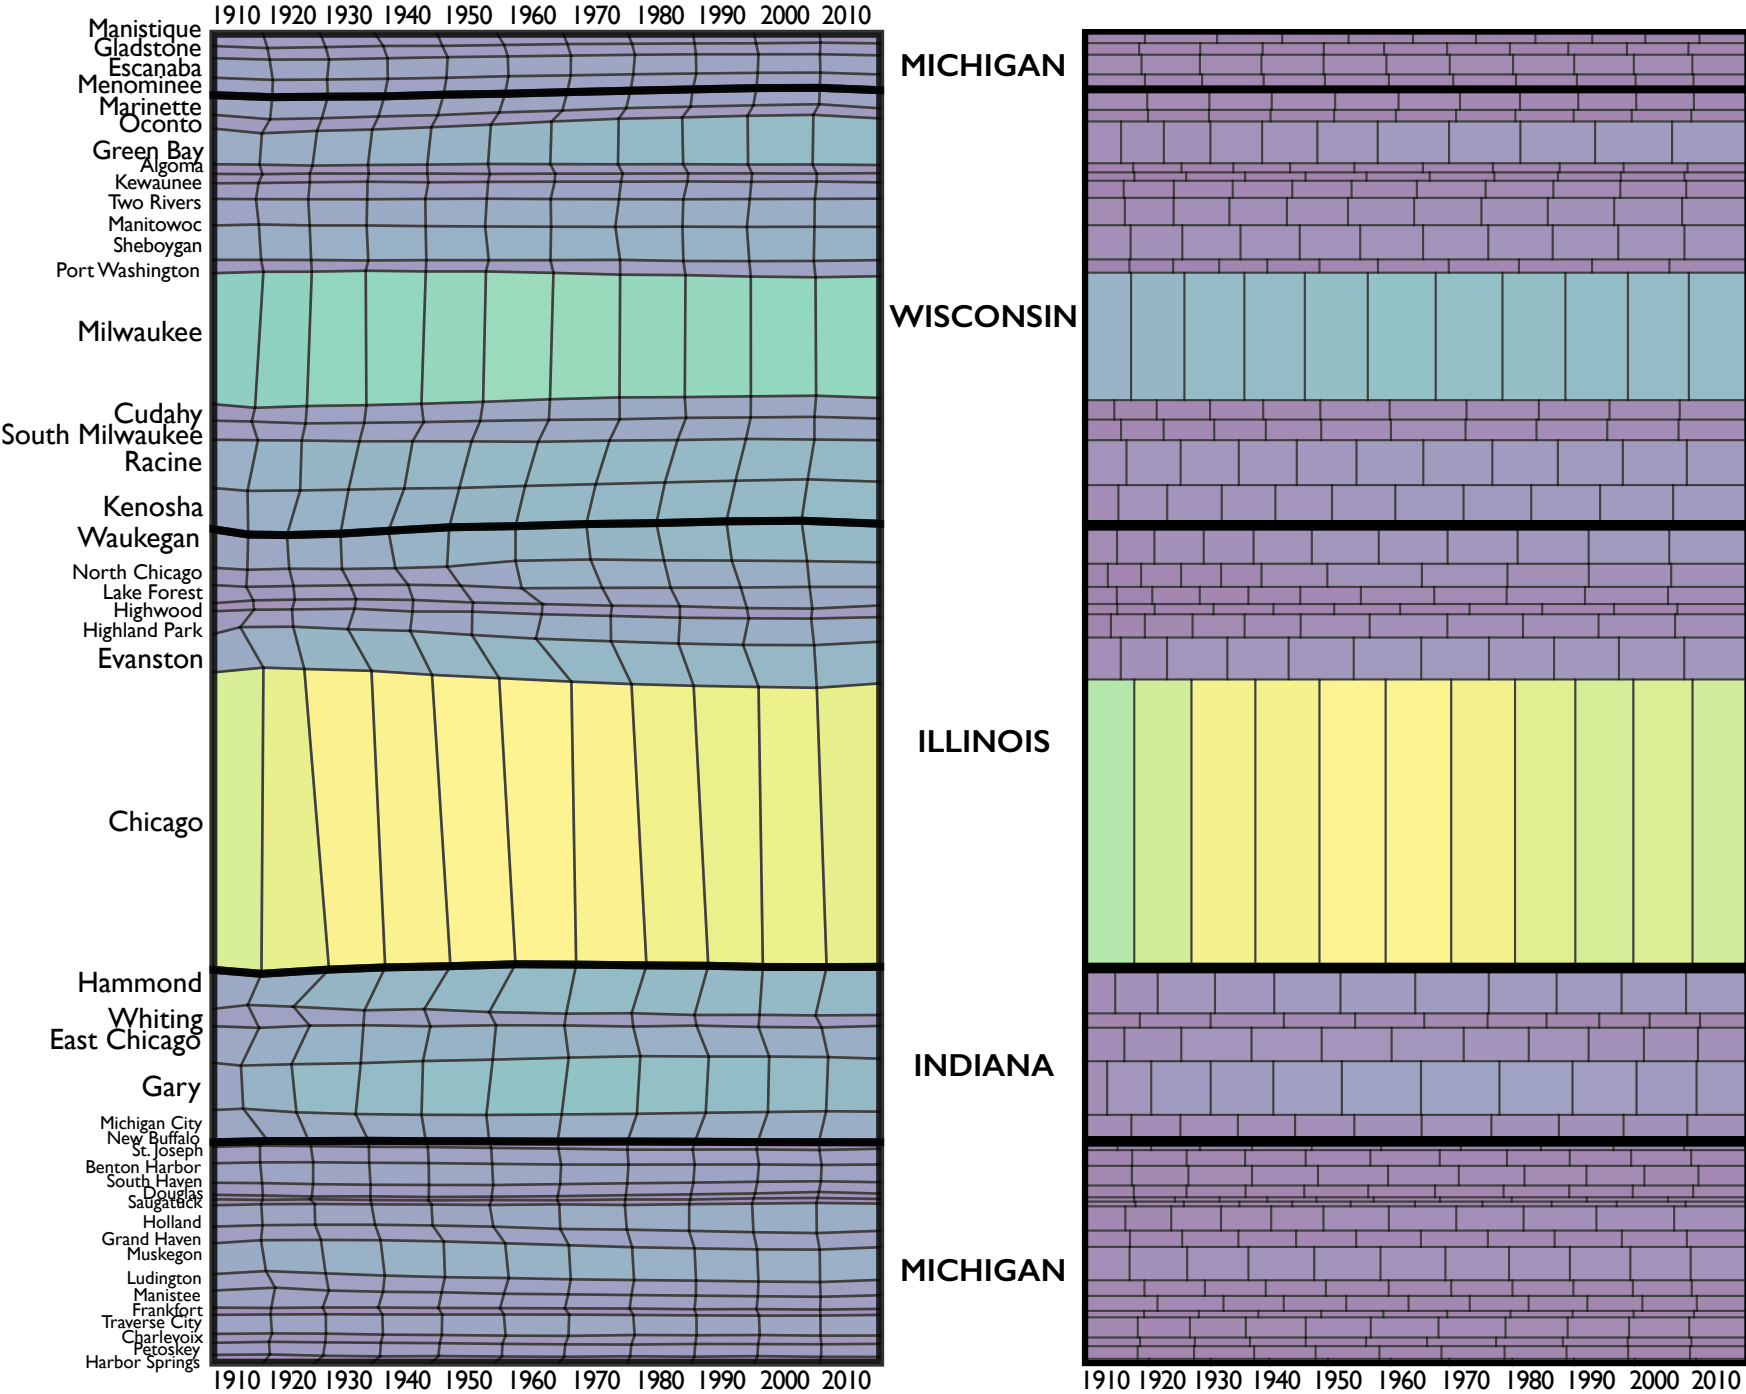 1910 1920 1930 1940 1950 1960 1970 1980 1990 2000 2010
Manistique
Gladstone
Escanaba
Menominee
Marinette
Oconto
Green Bay
Algoma
Kewaunee
Two Rivers
Manitowoc
Sheboygan
Port Washington
Milwaukee
Cudahy
South Milwaukee
Racine
Kenosha
Waukegan
North Chicago
Lake Forest
Highwood
Highland Park
Evanston
Chicago
Hammond
Whiting
East Chicago
Gary
Michigan City
New Buffalo
St. Joseph
Benton Harbor
South Haven
Douglas
Saugatuck
Holland
Grand Haven
Muskegon
Ludington
Manistee
Frankfort
Traverse City
Charlevoix
Petoskey
Harbor Springs
1910 1920 1930 1940 1950 1960 1970 1980 1990 2000 2010
MICHIGAN
WISCONSIN
ILLINOIS
INDIANA
MICHIGAN
1910 1920 1930 1940 1950 1960 1970 1980 1990 2000 2010